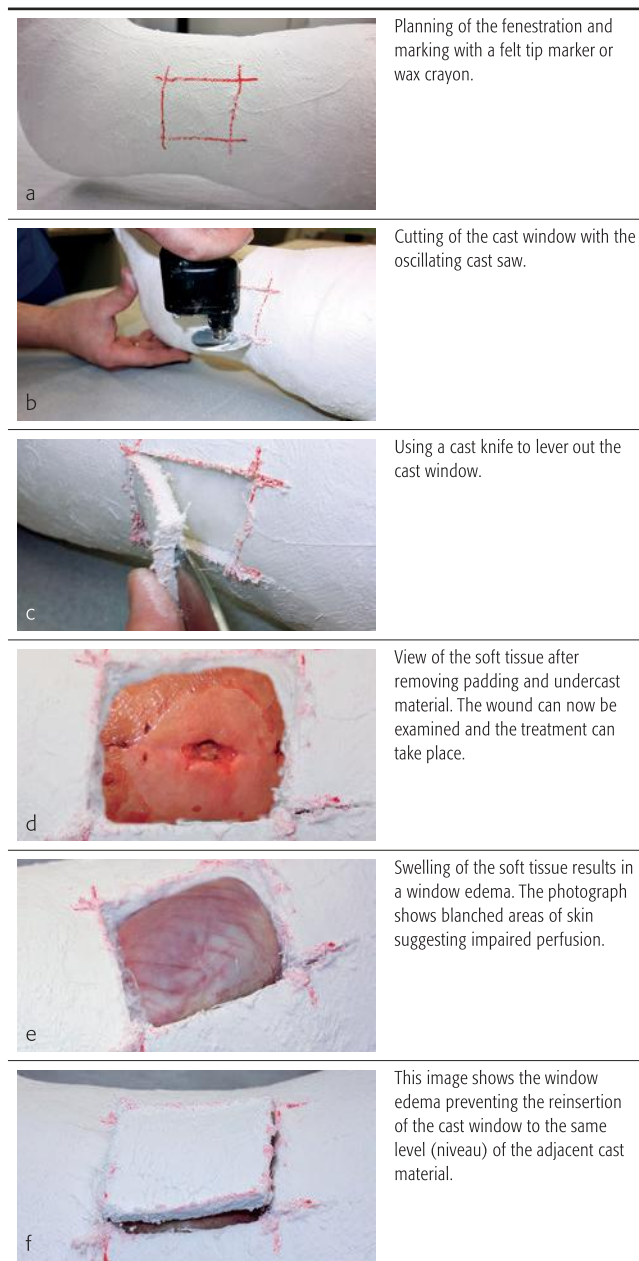 Planning of the fenestration and
marking with a felt tip marker or
wax crayon.
a
Cutting of the cast window with the
oscillating cast saw.
b
Using a cast knife to lever out the
cast window.
c
View of the soft tissue after
removing padding and undercast
material. The wound can now be
examined and the treatment can
take place.
d
Swelling of the soft tissue results in
a window edema. The photograph
shows blanched areas of skin
suggesting impaired perfusion.
e
This image shows the window
edema preventing the reinsertion
of the cast window to the same
level (niveau) of the adjacent cast
material.
f